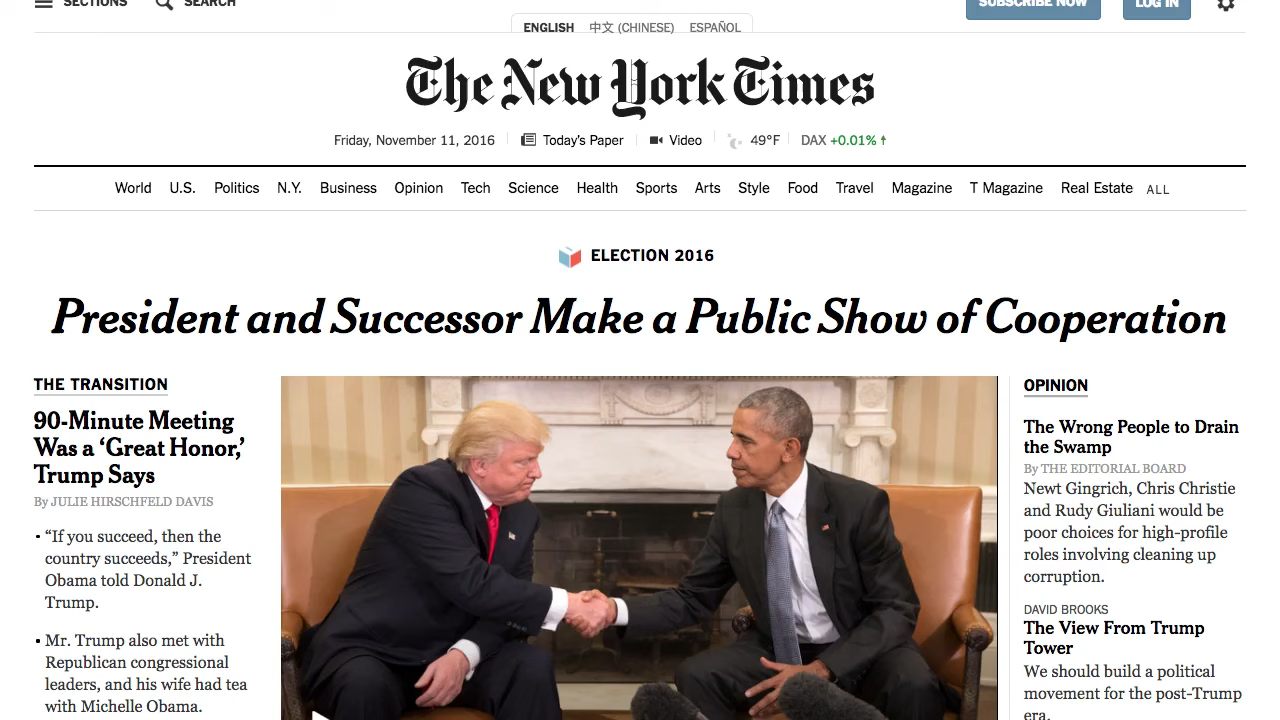 SECTIONS
SEARCH
SUBSCRIBE NOW
LOG IN
ENGLISH 中文 (CHINESE) ESPAÑOL
The New York Times
Friday, November 11, 2016
Today's Paper
Video
49°F
DAX +0.01%
World U.S. Politics N.Y. Business Opinion Tech Science Health Sports Arts Style Food Travel Magazine T Magazine Real Estate ALL
ELECTION 2016
President and Successor Make a Public Show of Cooperation
THE TRANSITION
90-Minute Meeting
Was a ‘Great Honor,’
Trump Says
By JULIE HIRSCHFELD DAVIS
• “If you succeed, then the
country succeeds,” President
Obama told Donald J.
Trump.
• Mr. Trump also met with
Republican congressional
leaders, and his wife had tea
with Michelle Obama.
OPINION
The Wrong People to Drain
the Swamp
By THE EDITORIAL BOARD
Newt Gingrich, Chris Christie
and Rudy Giuliani would be
poor choices for high-profile
roles involving cleaning up
corruption.
DAVID BROOKS
The View From Trump
Tower
We should build a political
movement for the post-Trump
era.